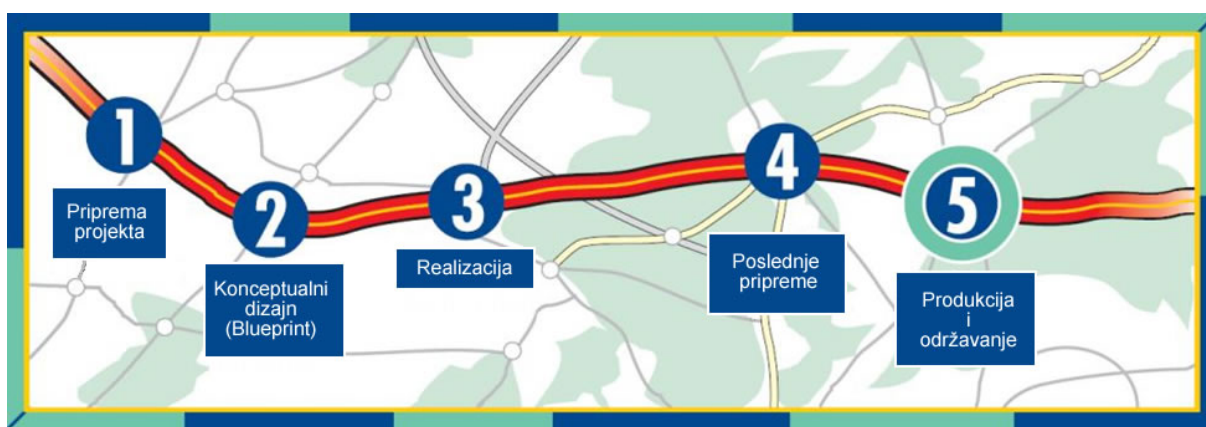 1
Priprema
projekta
2
Konceptualni
dizajn
(Blueprint)
3
Realizacija
4
Poslednje
pripreme
5
Produkcija
i
održavanje